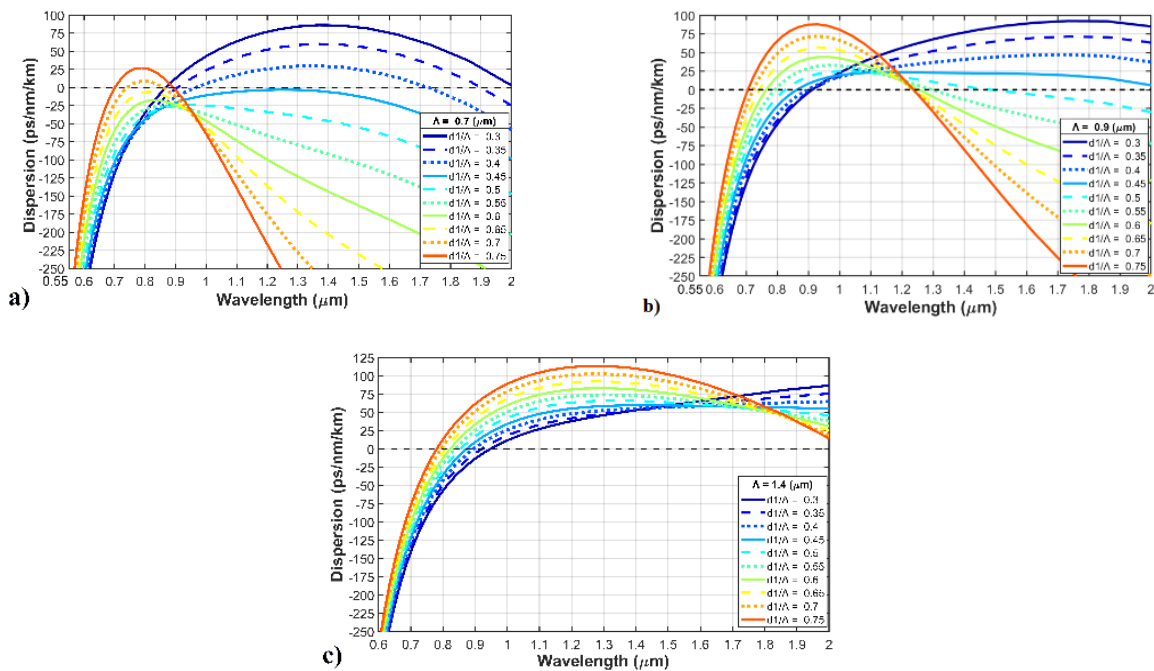 100
75
50
25
0
-25
-50
-75
-100
-125
-150
-175
-200
-225
-250
Dispersion (ps/nm/km)
0.55 0.6 0.7 0.8 0.9 1 1.1 1.2 1.3 1.4 1.5 1.6 1.7 1.8 1.9 2
Wavelength (μm)
Λ = 0.7 (μm)
d1/Λ = 0.3
d1/Λ = 0.35
d1/Λ = 0.4
d1/Λ = 0.45
d1/Λ = 0.5
d1/Λ = 0.55
d1/Λ = 0.6
d1/Λ = 0.65
d1/Λ = 0.7
d1/Λ = 0.75
a)
100
75
50
25
0
-25
-50
-75
-100
-125
-150
-175
-200
-225
-250
Dispersion (ps/nm/km)
0.55 0.6 0.7 0.8 0.9 1 1.1 1.2 1.3 1.4 1.5 1.6 1.7 1.8 1.9 2
Wavelength (μm)
Λ = 0.9 (μm)
d1/Λ = 0.3
d1/Λ = 0.35
d1/Λ = 0.4
d1/Λ = 0.45
d1/Λ = 0.5
d1/Λ = 0.55
d1/Λ = 0.6
d1/Λ = 0.65
d1/Λ = 0.7
d1/Λ = 0.75
b)
125
100
75
50
25
0
-25
-50
-75
-100
-125
-150
-175
-200
-225
-250
Dispersion (ps/nm/km)
0.6 0.7 0.8 0.9 1 1.1 1.2 1.3 1.4 1.5 1.6 1.7 1.8 1.9 2
Wavelength (μm)
Λ = 1.4 (μm)
d1/Λ = 0.3
d1/Λ = 0.35
d1/Λ = 0.4
d1/Λ = 0.45
d1/Λ = 0.5
d1/Λ = 0.55
d1/Λ = 0.6
d1/Λ = 0.65
d1/Λ = 0.7
d1/Λ = 0.75
c)